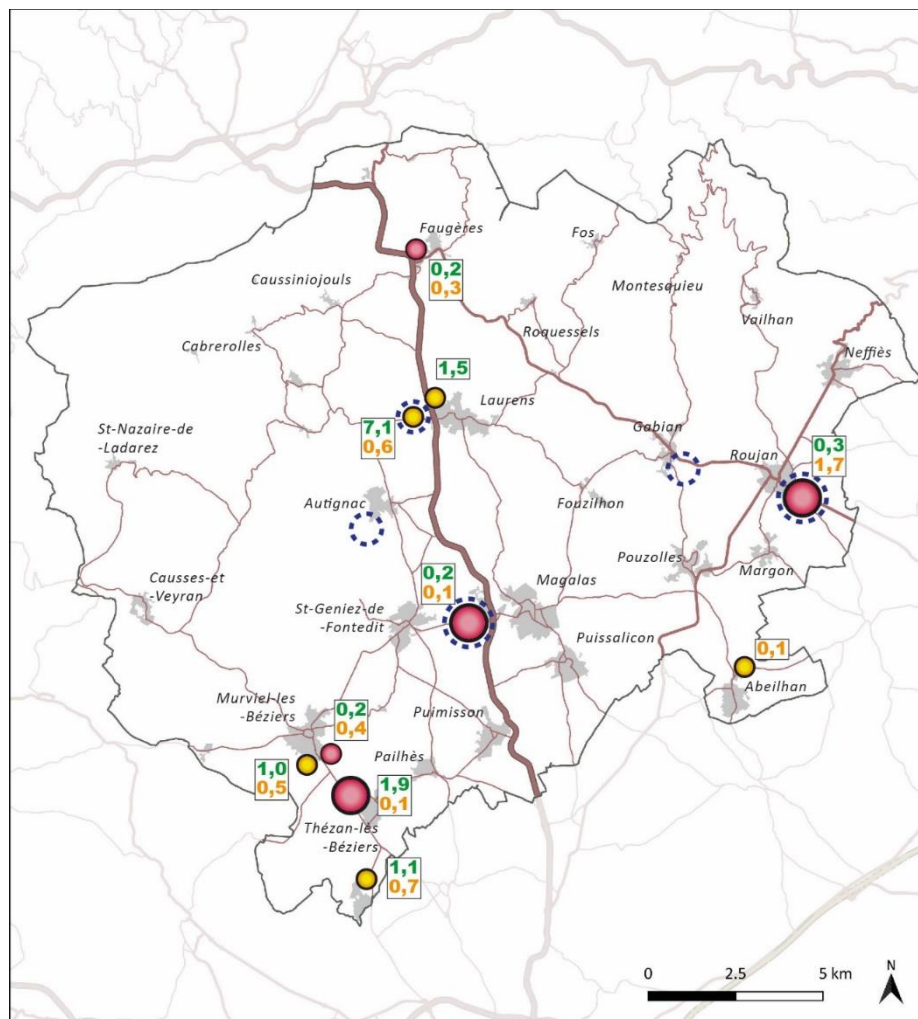 Faugères
Fos
0,2
0,3
Caussiniojouls
Montesquieu
Vailhan
Roquessels
Cabrerolles
Neffiès
1,5
Laurens
7,1
0,6
St-Nazaire-de
-Ladarez
Gabian
Roujan
0,3
1,7
Autignac
Fouzilhon
Pouzolles
Margon
0,2
0,1
Magalas
Causses-et
-Veyran
St-Geniez-de
-Fontedit
Puissalicon
0,1
Abeilhan
Murviel-les
-Béziers
0,2
0,4
Puimisson
Pailhès
1,0
0,5
1,9
0,1
Thézan-lès
-Béziers
1,1
0,7
0 2.5 5 km
N